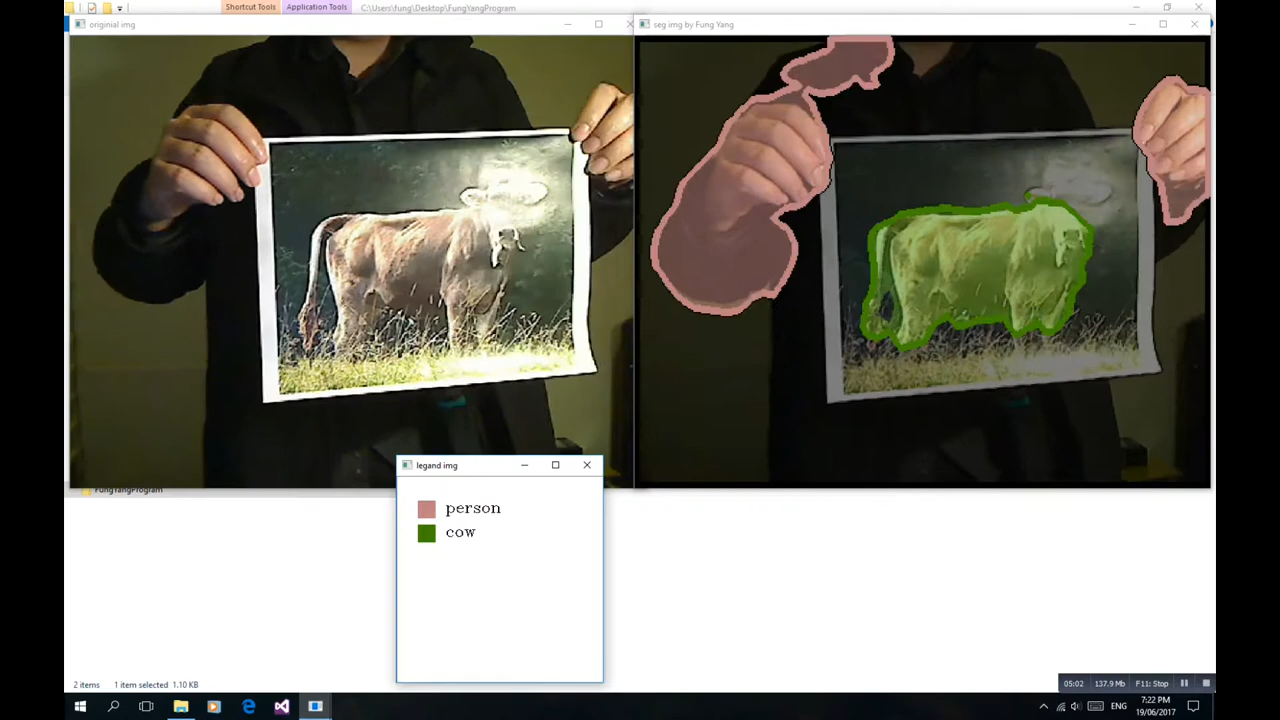 Shortcut Tools
Application Tools
C:\Users\fung\Desktop\FungYangProgram
originial img
seg img by Fung Yang
FungYangProgram
legand img
person
cow
2 items
1 item selected 1.10 KB
05:02
137.9 Mb
F11: Stop
ENG
7:22 PM
19/06/2017